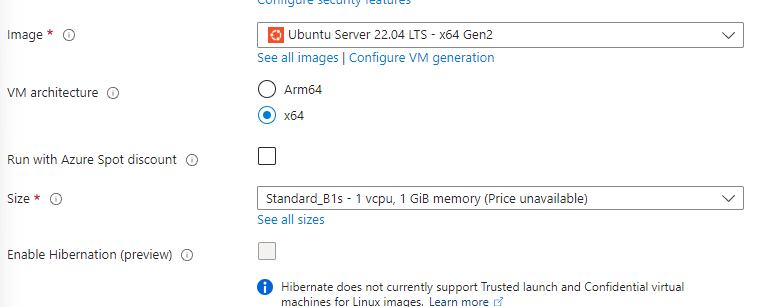 Configure security features
Image * ⓘ
Ubuntu Server 22.04 LTS - x64 Gen2
See all images | Configure VM generation
VM architecture ⓘ
Arm64
x64
Run with Azure Spot discount ⓘ
Size * ⓘ
Standard_B1s - 1 vcpu, 1 GiB memory (Price unavailable)
See all sizes
Enable Hibernation (preview) ⓘ
Hibernate does not currently support Trusted launch and Confidential virtual
machines for Linux images. Learn more